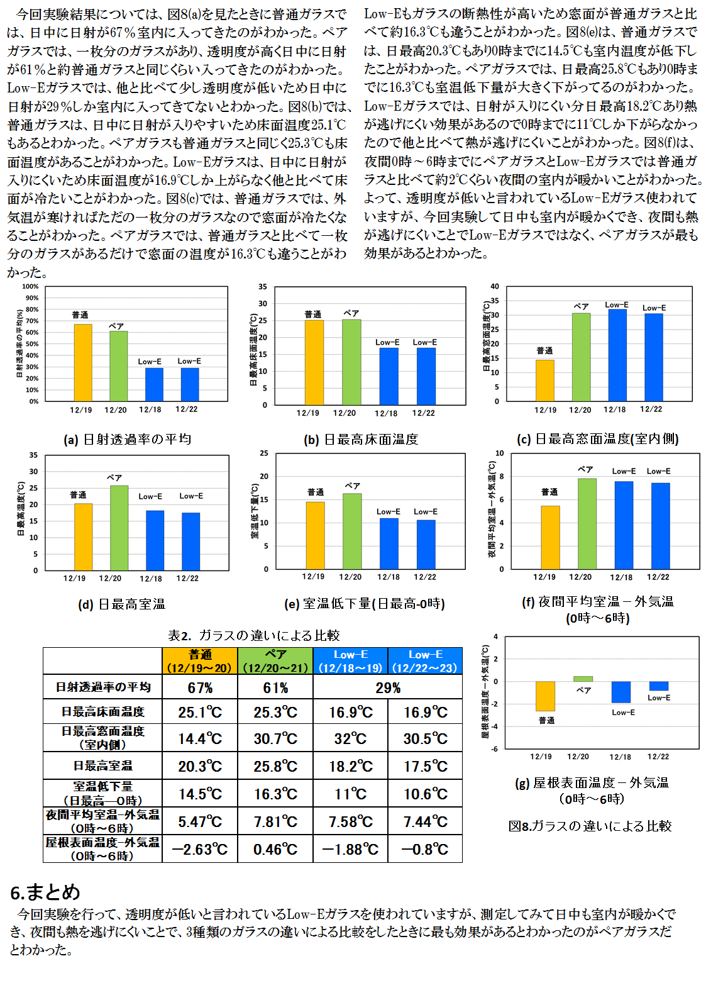 今回実験結果については、図8(a)を見たときに普通ガラスで
は、日中に日射が67%室内に入ってきたのがわかった。ペア
ガラスでは、一枚分のガラスがあり、透明度が高く日中に日射
が61%と約普通ガラスと同じくらい入ってきたのがわかった。
Low-Eガラスでは、他と比べて少し透明度が低いため日中に
日射が29%しか室内に入ってきてないとわかった。図8(b)では、
普通ガラスは、日中に日射が入りやすいため床面温度25.1℃
もあるとわかった。ペアガラスも普通ガラスと同じく25.3℃も床
面温度があることがわかった。Low-Eガラスは、日中に日射が
入りにくいため床面温度が16.9℃しか上がらなく他と比べて床
面が冷たいことがわかった。図8(c)では、普通ガラスでは、外
気温が寒ければただの一枚分のガラスなので窓面が冷たくな
ることがわかった。ペアガラスでは、普通ガラスと比べて一枚
分のガラスがあるだけで窓面の温度が16.3℃も違うことがわ
かった。
Low-Eもガラスの断熱性が高いため窓面が普通ガラスと比
べて約16.3℃も違うことがわかった。図8(e)は、普通ガラスで
は、日最高20.3℃もあり0時までに14.5℃も室内温度が低下し
たことがわかった。ペアガラスでは、日最高25.8℃もあり0時ま
でに16.3℃も室温低下量が大きく下がってるのがわかった。
Low-Eガラスでは、日射が入りにくい分日最高18.2℃あり熱
が逃げにくい効果があるので0時までに11℃しか下がらなかっ
たので他と比べて熱が逃げにくいことがわかった。図8(f)は、
夜間0時～6時までにペアガラスとLow-Eガラスでは普通ガ
ラスと比べて約2℃くらい夜間の室内が暖かいことがわかった。
よって、透明度が低いと言われているLow-Eガラス使われて
いますが、今回実験して日中も室内が暖かくでき、夜間も熱
が逃げにくいことでLow-Eガラスではなく、ペアガラスが最も
効果があるとわかった。
日射透過率の平均(%)
100%
90%
80%
70%
60%
50%
40%
30%
20%
10%
0%
普通
ペア
Low-E
Low-E
12/19 12/20 12/18 12/22
(a) 日射透過率の平均
日最高床面温度(℃)
35
30
25
20
15
10
5
0
普通
ペア
Low-E
Low-E
12/19 12/20 12/18 12/22
(b) 日最高床面温度
日最高窓面温度(℃)
40
35
30
25
20
15
10
5
0
普通
ペア
Low-E
Low-E
12/19 12/20 12/18 12/22
(c) 日最高窓面温度(室内側)
日最高温度(℃)
35
30
25
20
15
10
5
0
普通
ペア
Low-E
Low-E
12/19 12/20 12/18 12/22
(d) 日最高室温
室温低下量(℃)
25
20
15
10
5
0
普通
ペア
Low-E
Low-E
12/19 12/20 12/18 12/22
(e) 室温低下量(日最高-0時)
夜間平均室温－外気温(℃)
10
8
6
4
2
0
普通
ペア
Low-E
Low-E
12/19 12/20 12/18 12/22
(f) 夜間平均室温－外気温
(0時～6時)
表2. ガラスの違いによる比較
普通 ペア Low-E Low-E
(12/19～20) (12/20～21) (12/18～19) (12/22～23)
日射透過率の平均 67% 61% 29%
日最高床面温度 25.1℃ 25.3℃ 16.9℃ 16.9℃
日最高窓面温度
(室内側) 14.4℃ 30.7℃ 32℃ 30.5℃
日最高室温 20.3℃ 25.8℃ 18.2℃ 17.5℃
室温低下量
(日最高―0時) 14.5℃ 16.3℃ 11℃ 10.6℃
夜間平均室温-外気温
(0時～6時) 5.47℃ 7.81℃ 7.58℃ 7.44℃
屋根表面温度-外気温
(0時～6時) －2.63℃ 0.46℃ －1.88℃ －0.8℃
屋根表面温度－外気温(℃)
4
2
0
-2
-4
-6
普通
ペア
Low-E
Low-E
12/19 12/20 12/18 12/22
(g) 屋根表面温度－外気温
(0時～6時)
図8.ガラスの違いによる比較
6.まとめ
今回実験を行って、透明度が低いと言われているLow-Eガラスを使われていますが、測定してみて日中も室内が暖かくで
き、夜間も熱を逃げにくいことで、3種類のガラスの違いによる比較をしたときに最も効果があるとわかったのがペアガラスだ
とわかった。